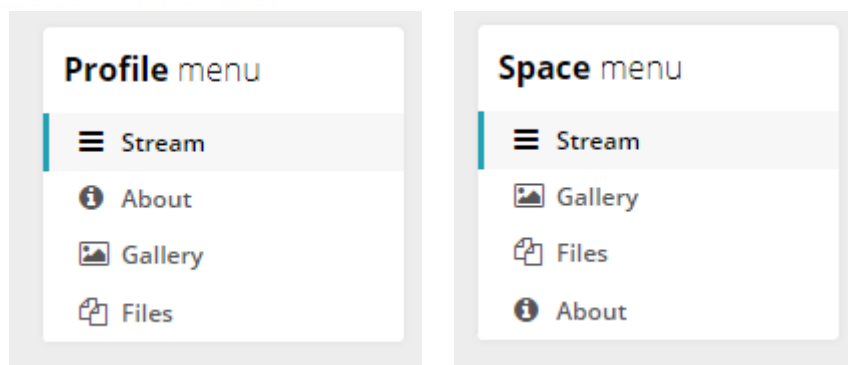 Profile menu
Stream
About
Gallery
Files
Space menu
Stream
Gallery
Files
About